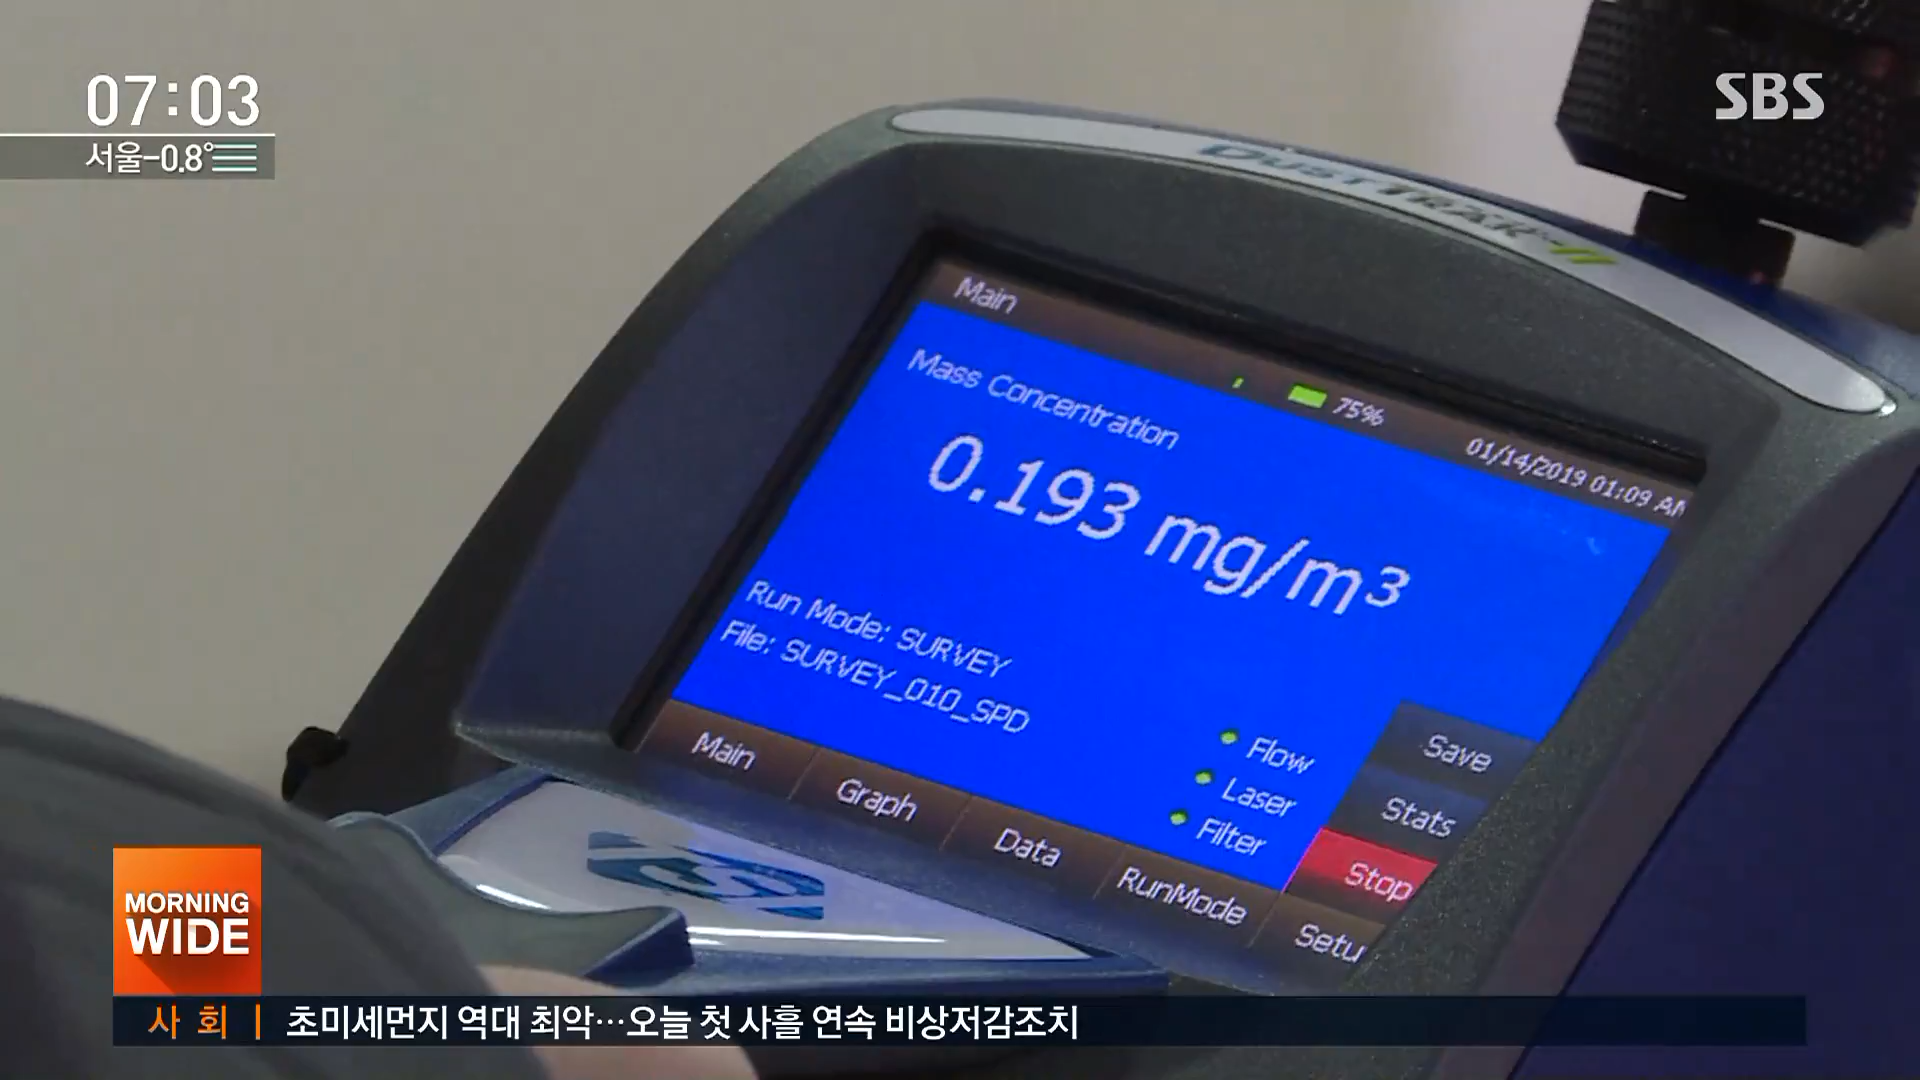 07:03
SBS
서울-0.8°
DUSTTRAK II
Main
75%
01/14/2019 01:09 AM
Mass Concentration
0.193 mg/m³
Run Mode: SURVEY
File: SURVEY_010_SPD
Flow
Laser
Filter
Save
Stats
Stop
Main
Graph
Data
RunMode
Setu
MORNING
WIDE
사회 | 초미세먼지 역대 최악…오늘 첫 사흘 연속 비상저감조치